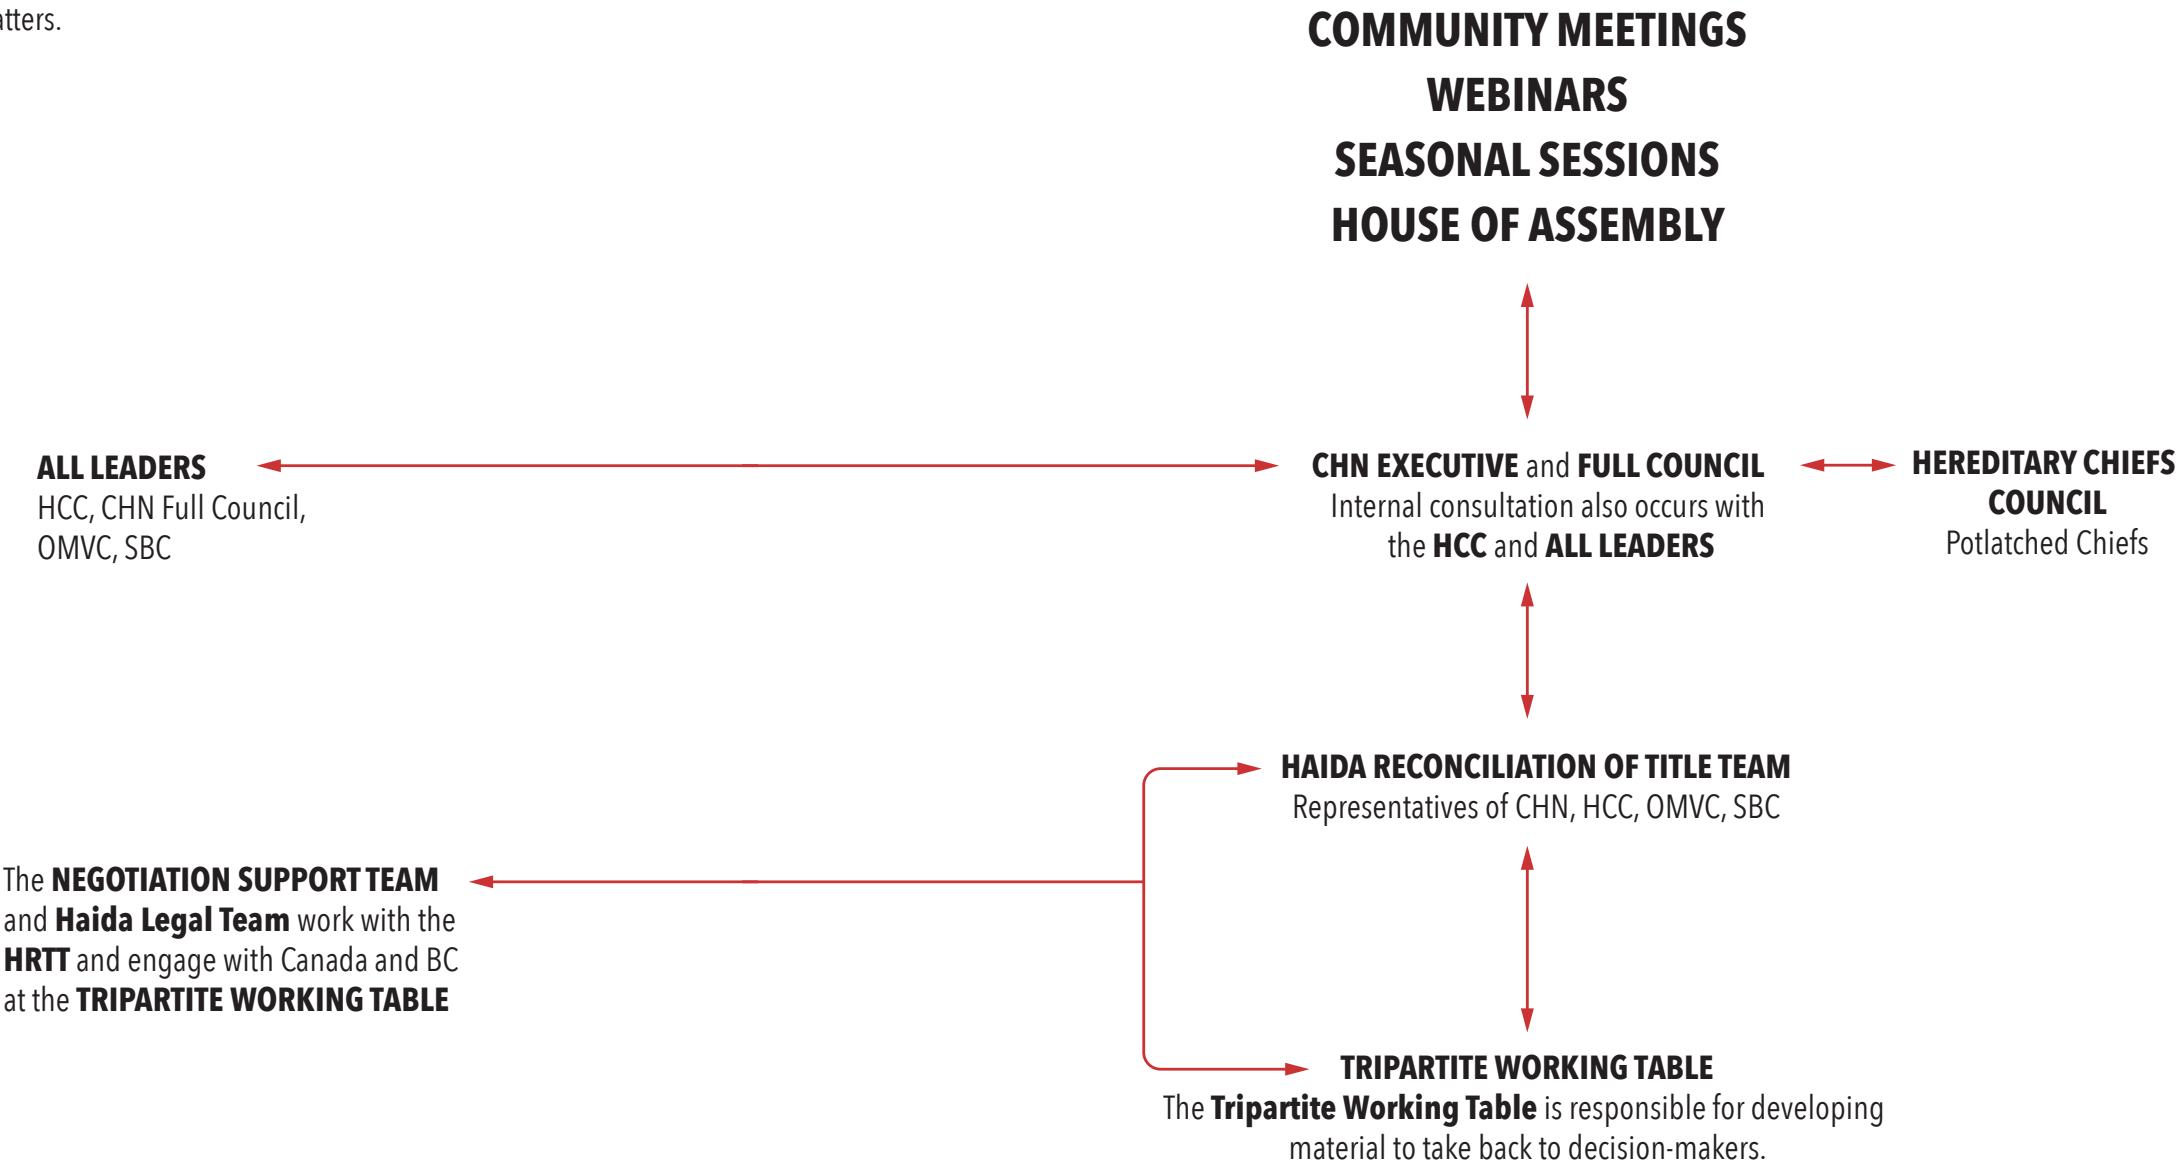 COMMUNITY MEETINGS
WEBINARS
SEASONAL SESSIONS
HOUSE OF ASSEMBLY
ALL LEADERS
HCC, CHN Full Council,
OMVC, SBC
CHN EXECUTIVE and FULL COUNCIL
Internal consultation also occurs with
the HCC and ALL LEADERS
HEREDITARY CHIEFS
COUNCIL
Potlatched Chiefs
HAIDA RECONCILIATION OF TITLE TEAM
Representatives of CHN, HCC, OMVC, SBC
The NEGOTIATION SUPPORT TEAM
and Haida Legal Team work with the
HRTT and engage with Canada and BC
at the TRIPARTITE WORKING TABLE
TRIPARTITE WORKING TABLE
The Tripartite Working Table is responsible for developing
material to take back to decision-makers.